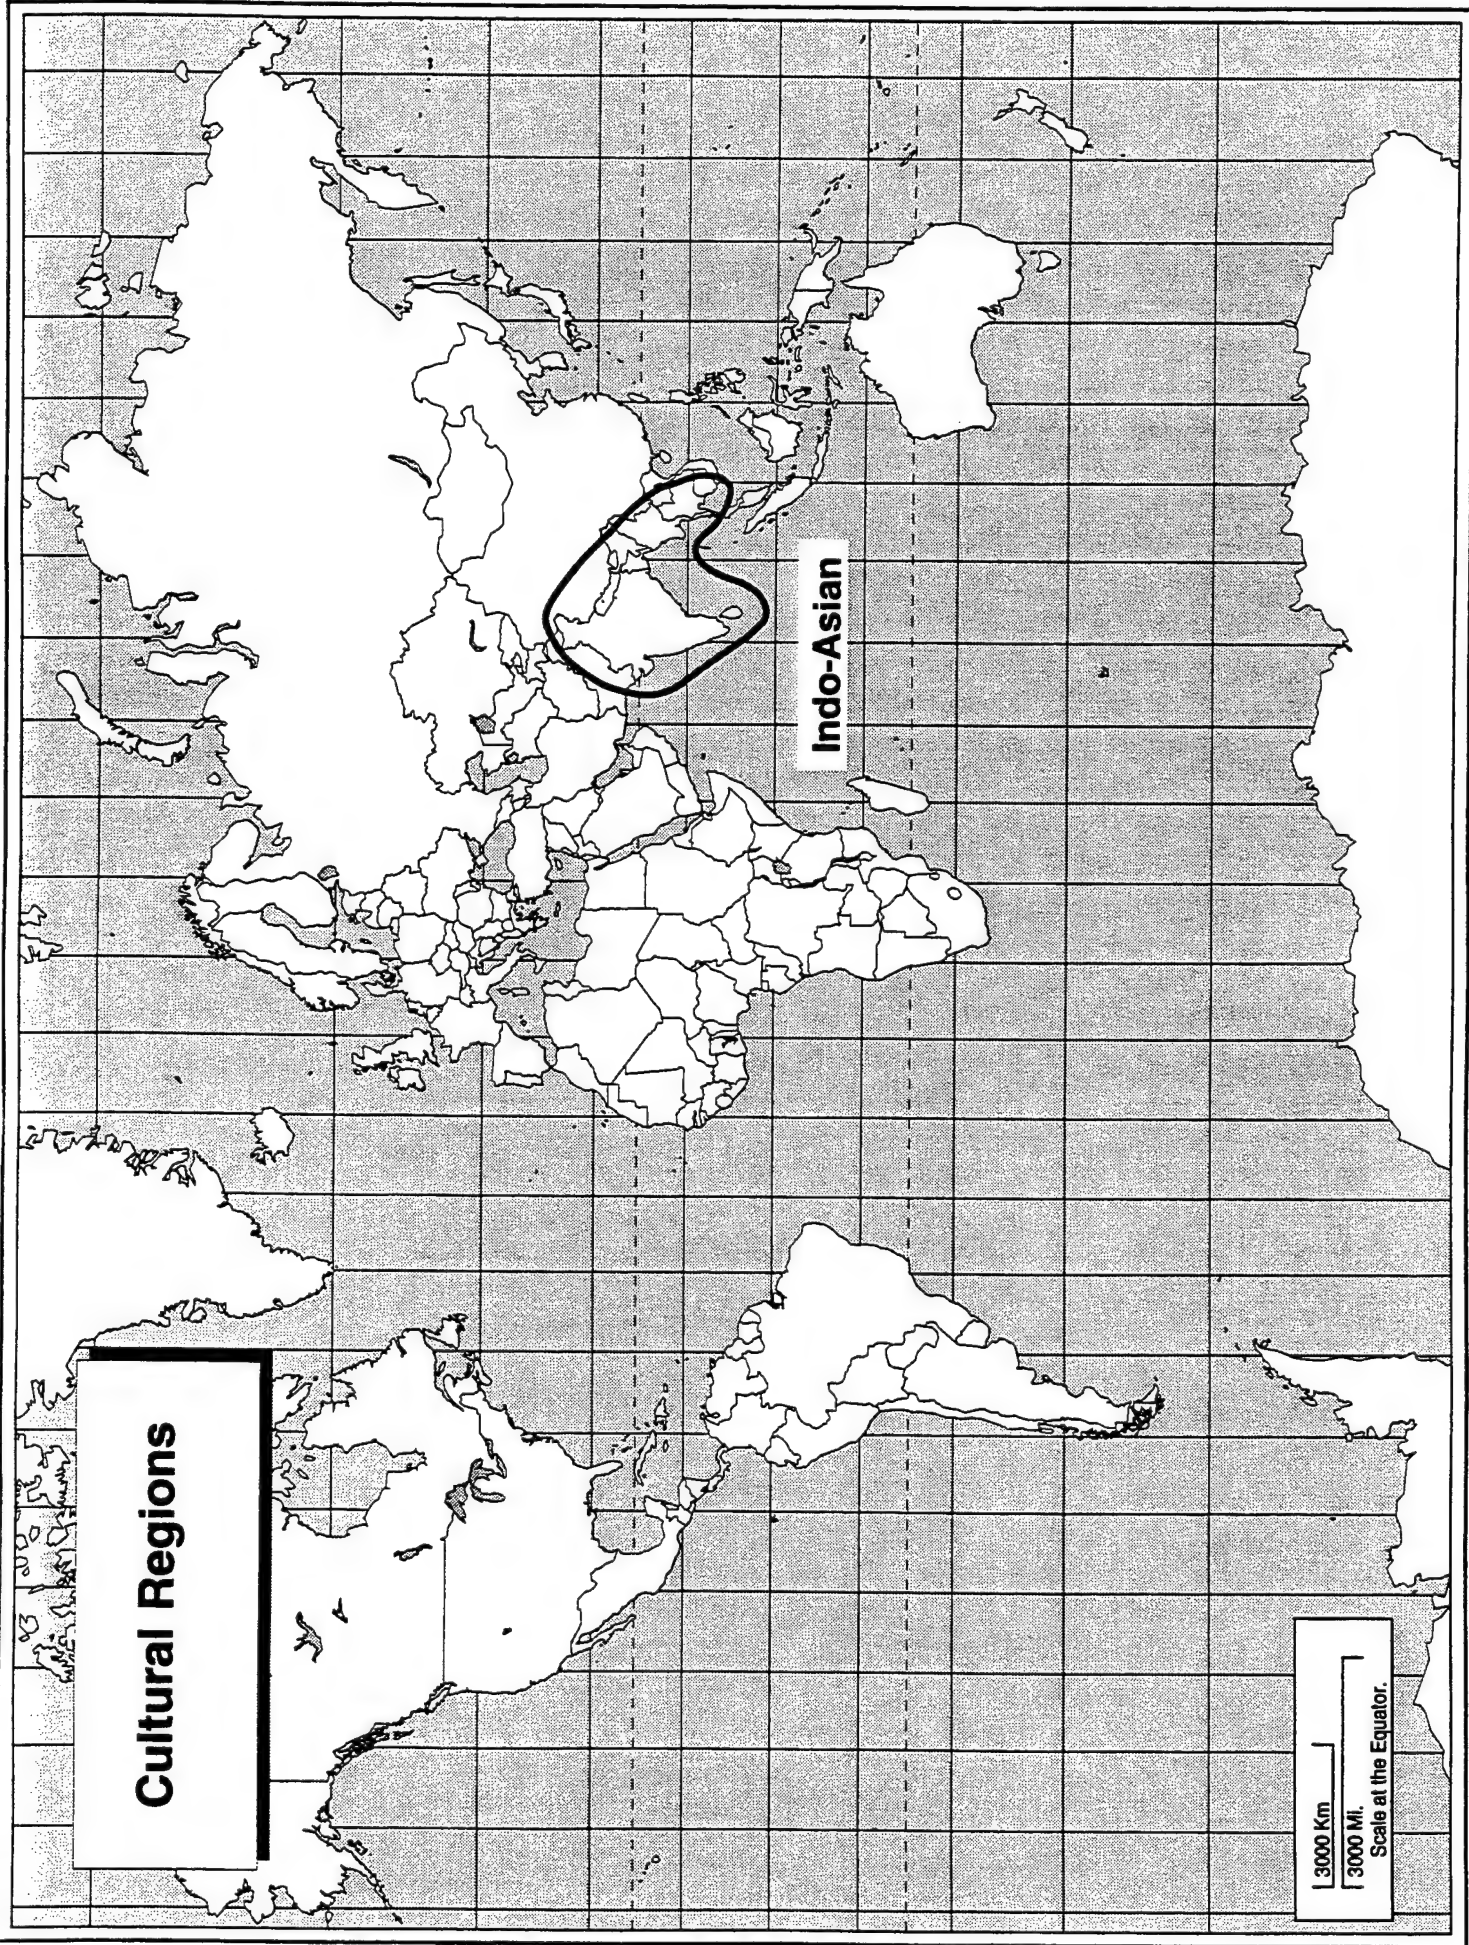 Cultural Regions
Indo-Asian
3000 Km
3000 Mi.
Scale at the Equator.